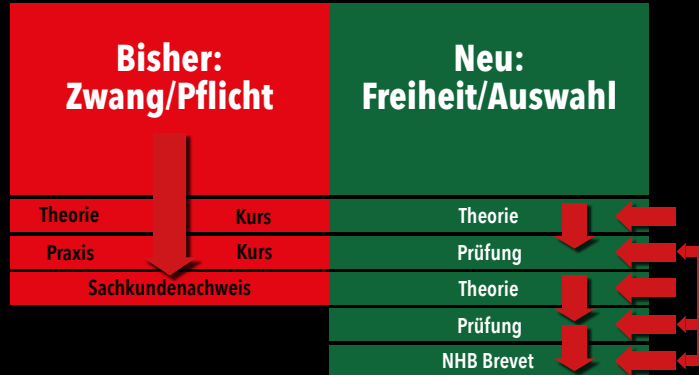 Bisher:
Zwang/Pflicht
Neu:
Freiheit/Auswahl
Theorie Kurs
Praxis Kurs
Sachkundenachweis
Theorie
Prüfung
Theorie
Prüfung
NHB Brevet